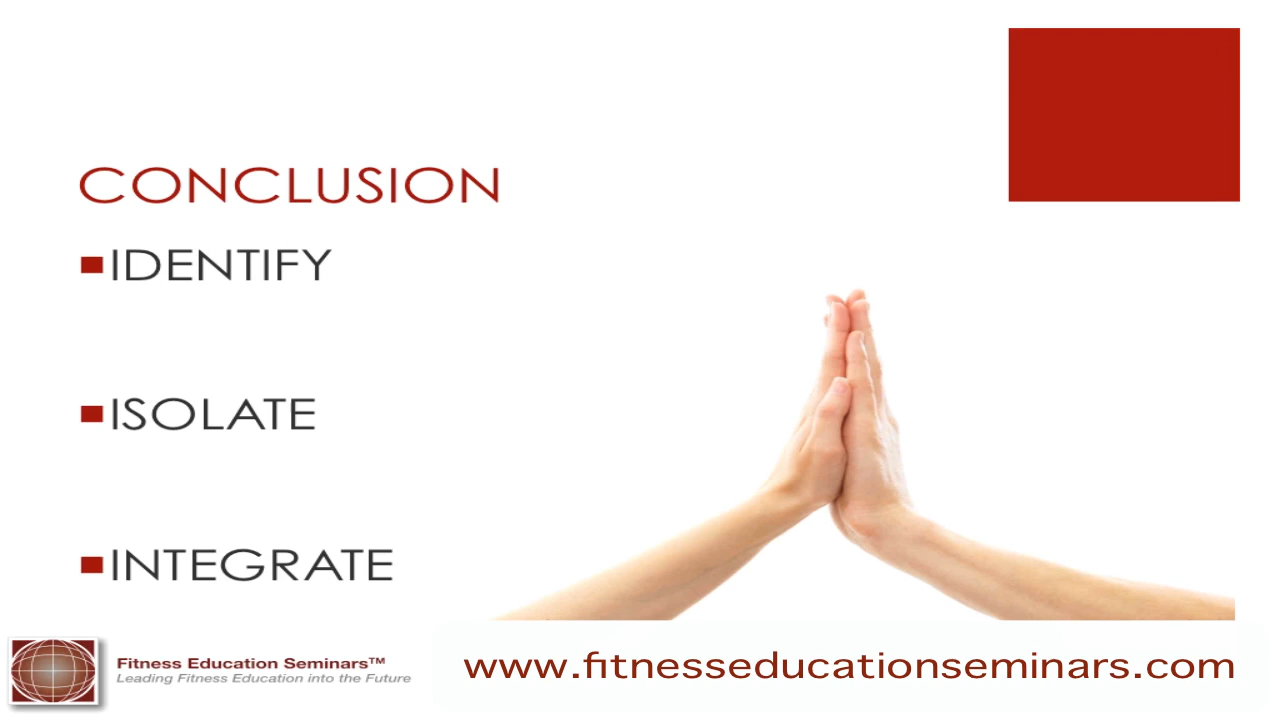 CONCLUSION
IDENTIFY
ISOLATE
INTEGRATE
Fitness Education Seminars™
Leading Fitness Education into the Future
www.fitnesseducationseminars.com